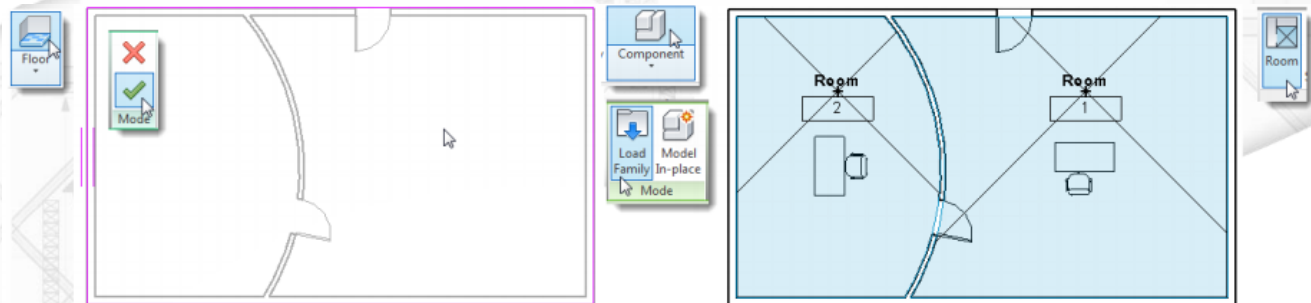 Floor
Mode
Component
Load
Family
Model
In-place
Mode
Room
2
Room
1
Room